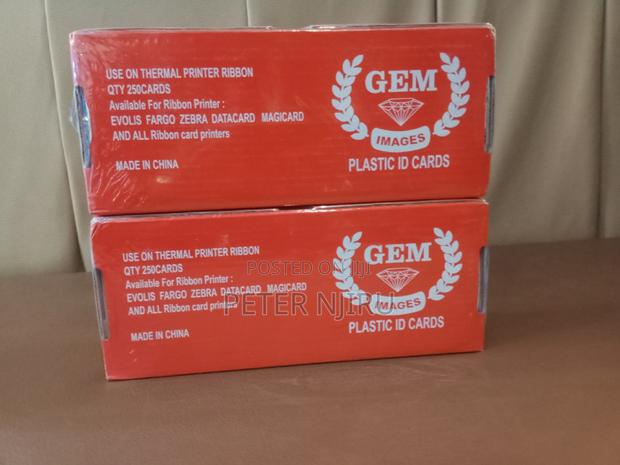 USE ON THERMAL PRINTER RIBBON
QTY 250CARDS
Available For Ribbon Printer :
EVOLIS FARGO ZEBRA DATACARD MAGICARD
AND ALL Ribbon card printers
MADE IN CHINA
GEM
IMAGES
PLASTIC ID CARDS
USE ON THERMAL PRINTER RIBBON
QTY 250CARDS
Available For Ribbon Printer :
EVOLIS FARGO ZEBRA DATACARD MAGICARD
AND ALL Ribbon card printers
MADE IN CHINA
GEM
IMAGES
PLASTIC ID CARDS
POSTED ON JIJI
PETER NJIRU